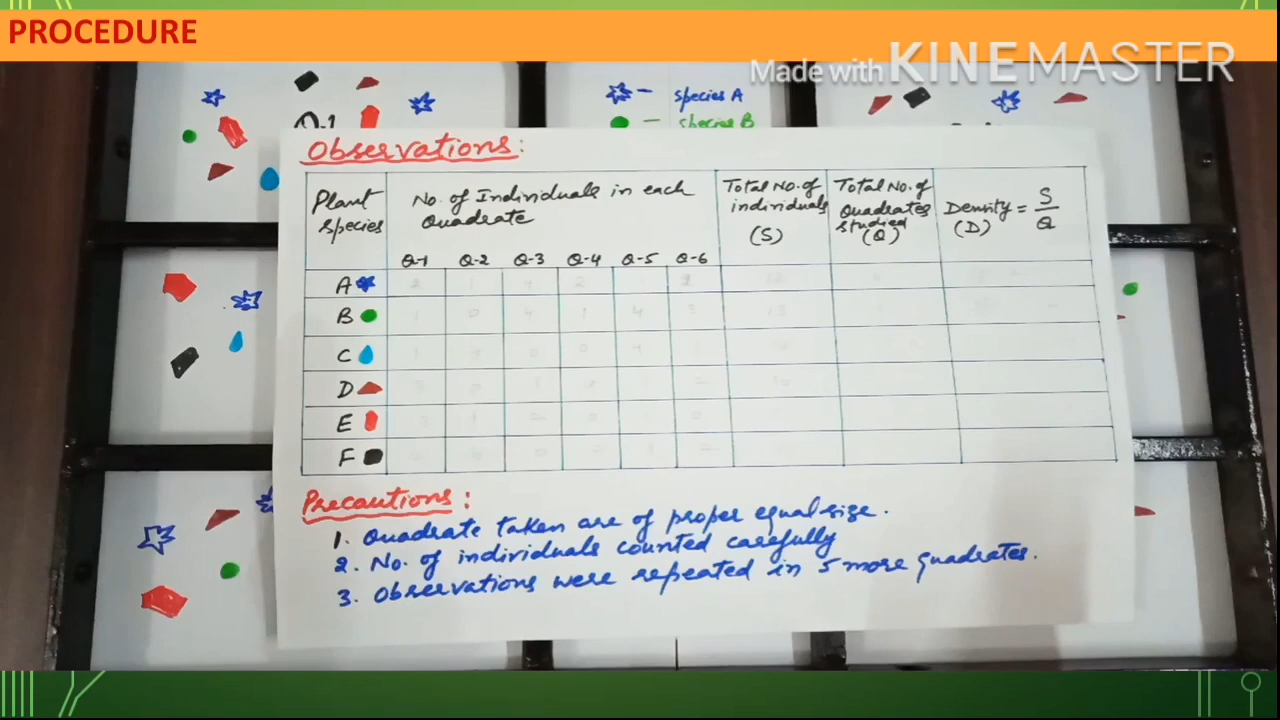 PROCEDURE
Made with KINEMASTER
Q-1
Species A
Species B
Observations:
Plant Species
No. of Individuals in each Quadrate
Total No. of individuals (S)
Total No. of Quadrates studied (Q)
Density (D) = S/Q
Q-1 Q-2 Q-3 Q-4 Q-5 Q-6
A
B
C
D
E
F
Precautions:
1. Quadrate taken are of proper equal size.
2. No. of individuals counted carefully
3. Observations were repeated in 5 more quadrates.